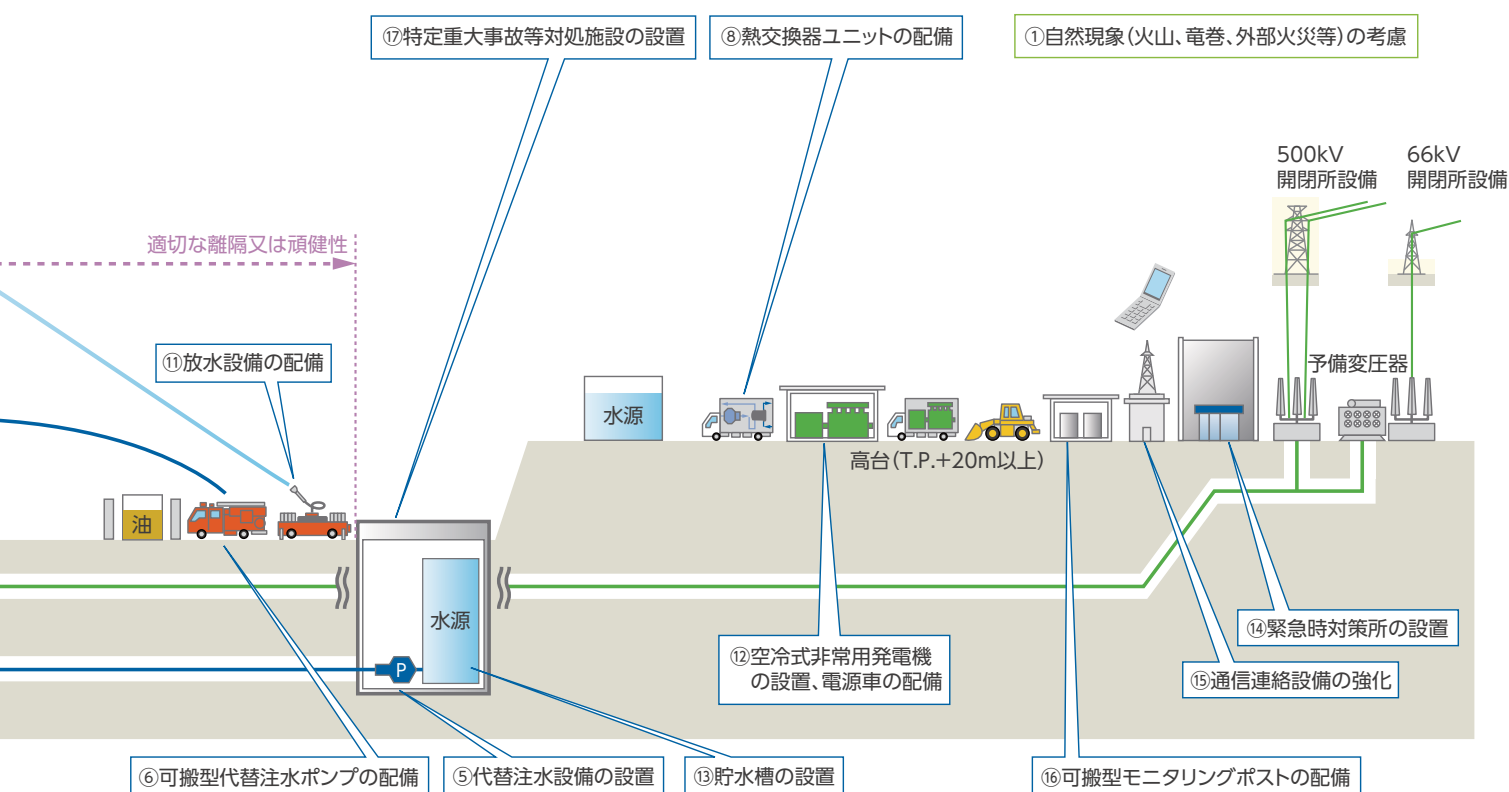 ⑰特定重大事故等対処施設の設置
⑧熱交換器ユニットの配備
①自然現象(火山、竜巻、外部火災等)の考慮
500kV
開閉所設備
66kV
開閉所設備
適切な離隔又は頑健性
⑪放水設備の配備
予備変圧器
水源
高台(T.P.+20m以上)
油
水源
P
⑭緊急時対策所の設置
⑫空冷式非常用発電機
の設置、電源車の配備
⑮通信連絡設備の強化
⑥可搬型代替注水ポンプの配備
⑤代替注水設備の設置
⑬貯水槽の設置
⑯可搬型モニタリングポストの配備